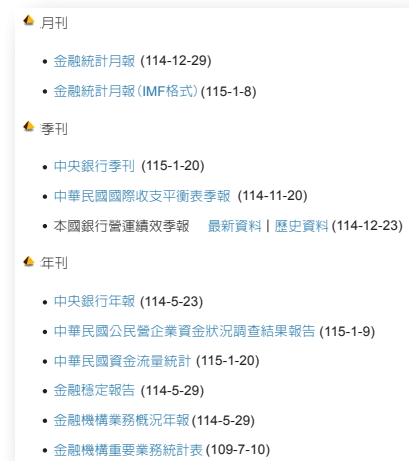 月刊
金融統計月報 (114-12-29)
金融統計月報(IMF格式) (115-1-8)
季刊
中央銀行季刊 (115-1-20)
中華民國國際收支平衡表季報 (114-11-20)
本國銀行營運績效季報 最新資料 | 歷史資料 (114-12-23)
年刊
中央銀行年報 (114-5-23)
中華民國公民營企業資金狀況調查結果報告 (115-1-9)
中華民國資金流量統計 (115-1-20)
金融穩定報告 (114-5-29)
金融機構業務概況年報 (114-5-29)
金融機構重要業務統計表 (109-7-10)